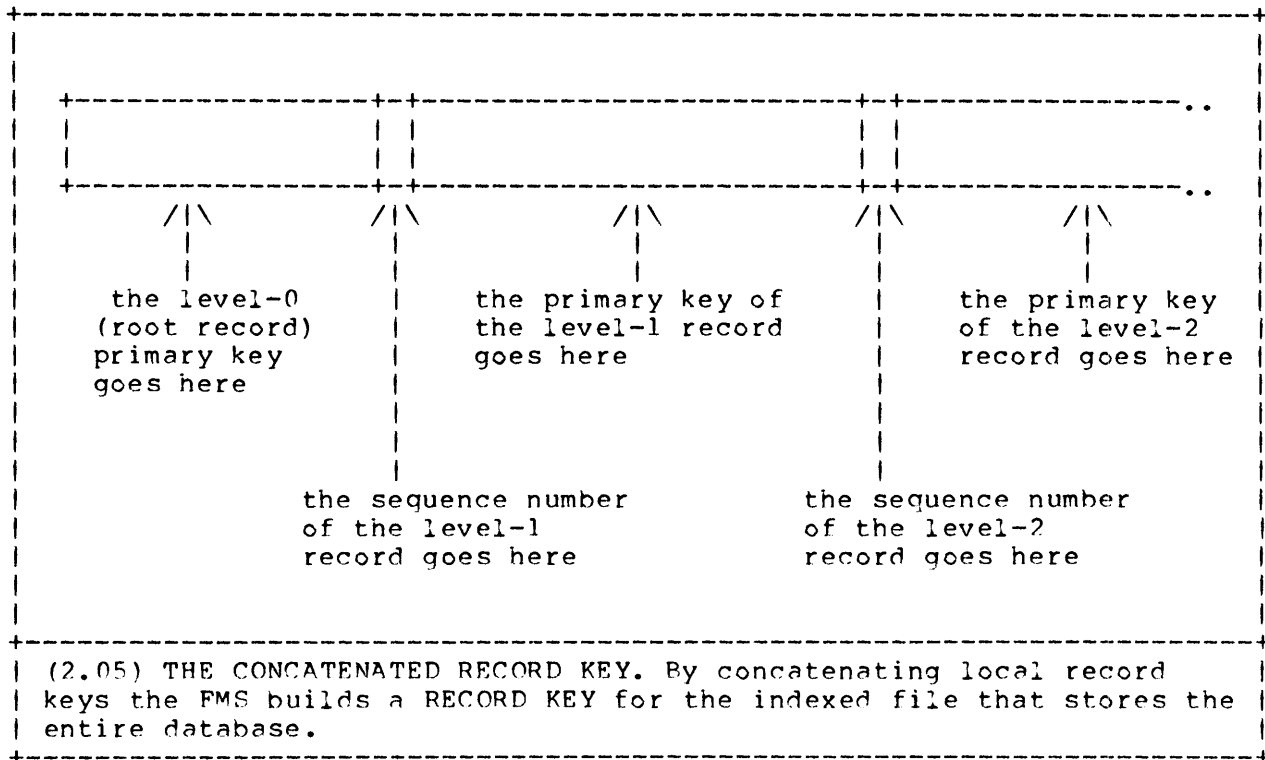 the level-0
(root record)
primary key
goes here
the primary key of
the level-1 record
goes here
the primary key
of the level-2
record goes here
the sequence number
of the level-1
record goes here
the sequence number
of the level-2
record goes here
(2.05) THE CONCATENATED RECORD KEY. By concatenating local record
keys the FMS builds a RECORD KEY for the indexed file that stores the
entire database.